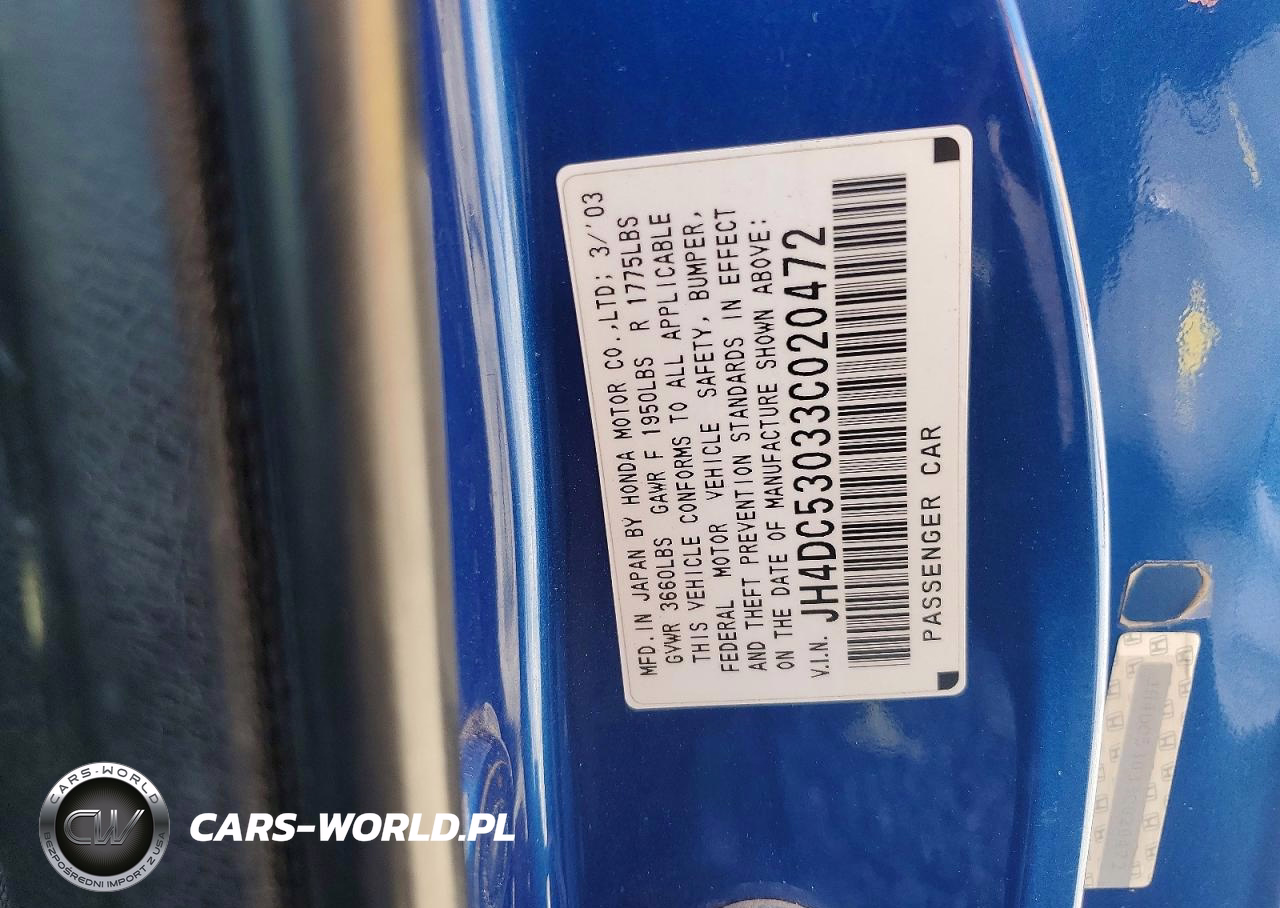 MFD. IN JAPAN BY HONDA MOTOR CO.,LTD; 3/'03
GVWR 3660LBS GAWR F 1950LBS R 1775LBS
THIS VEHICLE CONFORMS TO ALL APPLICABLE
FEDERAL MOTOR VEHICLE SAFETY, BUMPER,
AND THEFT PREVENTION STANDARDS IN EFFECT
ON THE DATE OF MANUFACTURE SHOWN ABOVE:
V.I.N. JH4DC53033C020472
PASSENGER CAR
CARS-WORLD
CW
BEZPOŚREDNI IMPORT Z USA
CARS-WORLD.PL